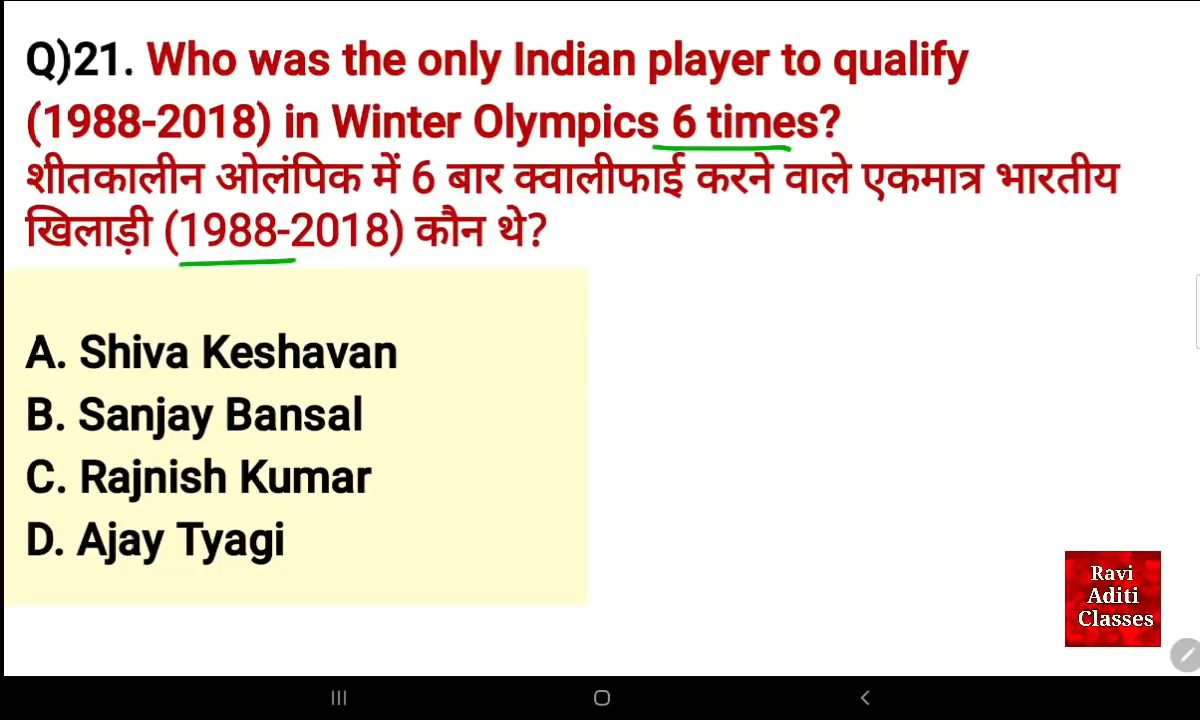 Q)21. Who was the only Indian player to qualify
(1988-2018) in Winter Olympics 6 times?
शीतकालीन ओलंपिक में 6 बार क्वालीफाई करने वाले एकमात्र भारतीय
खिलाड़ी (1988-2018) कौन थे?
A. Shiva Keshavan
B. Sanjay Bansal
C. Rajnish Kumar
D. Ajay Tyagi
Ravi
Aditi
Classes